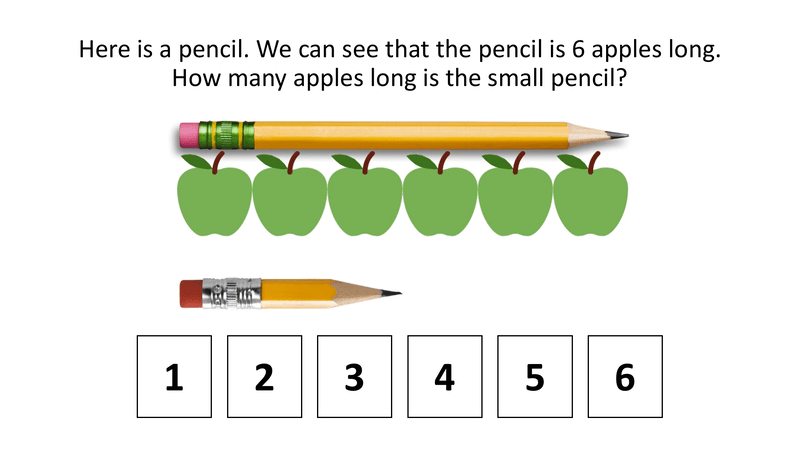 Here is a pencil. We can see that the pencil is 6 apples long.
How many apples long is the small pencil?
1 2 3 4 5 6